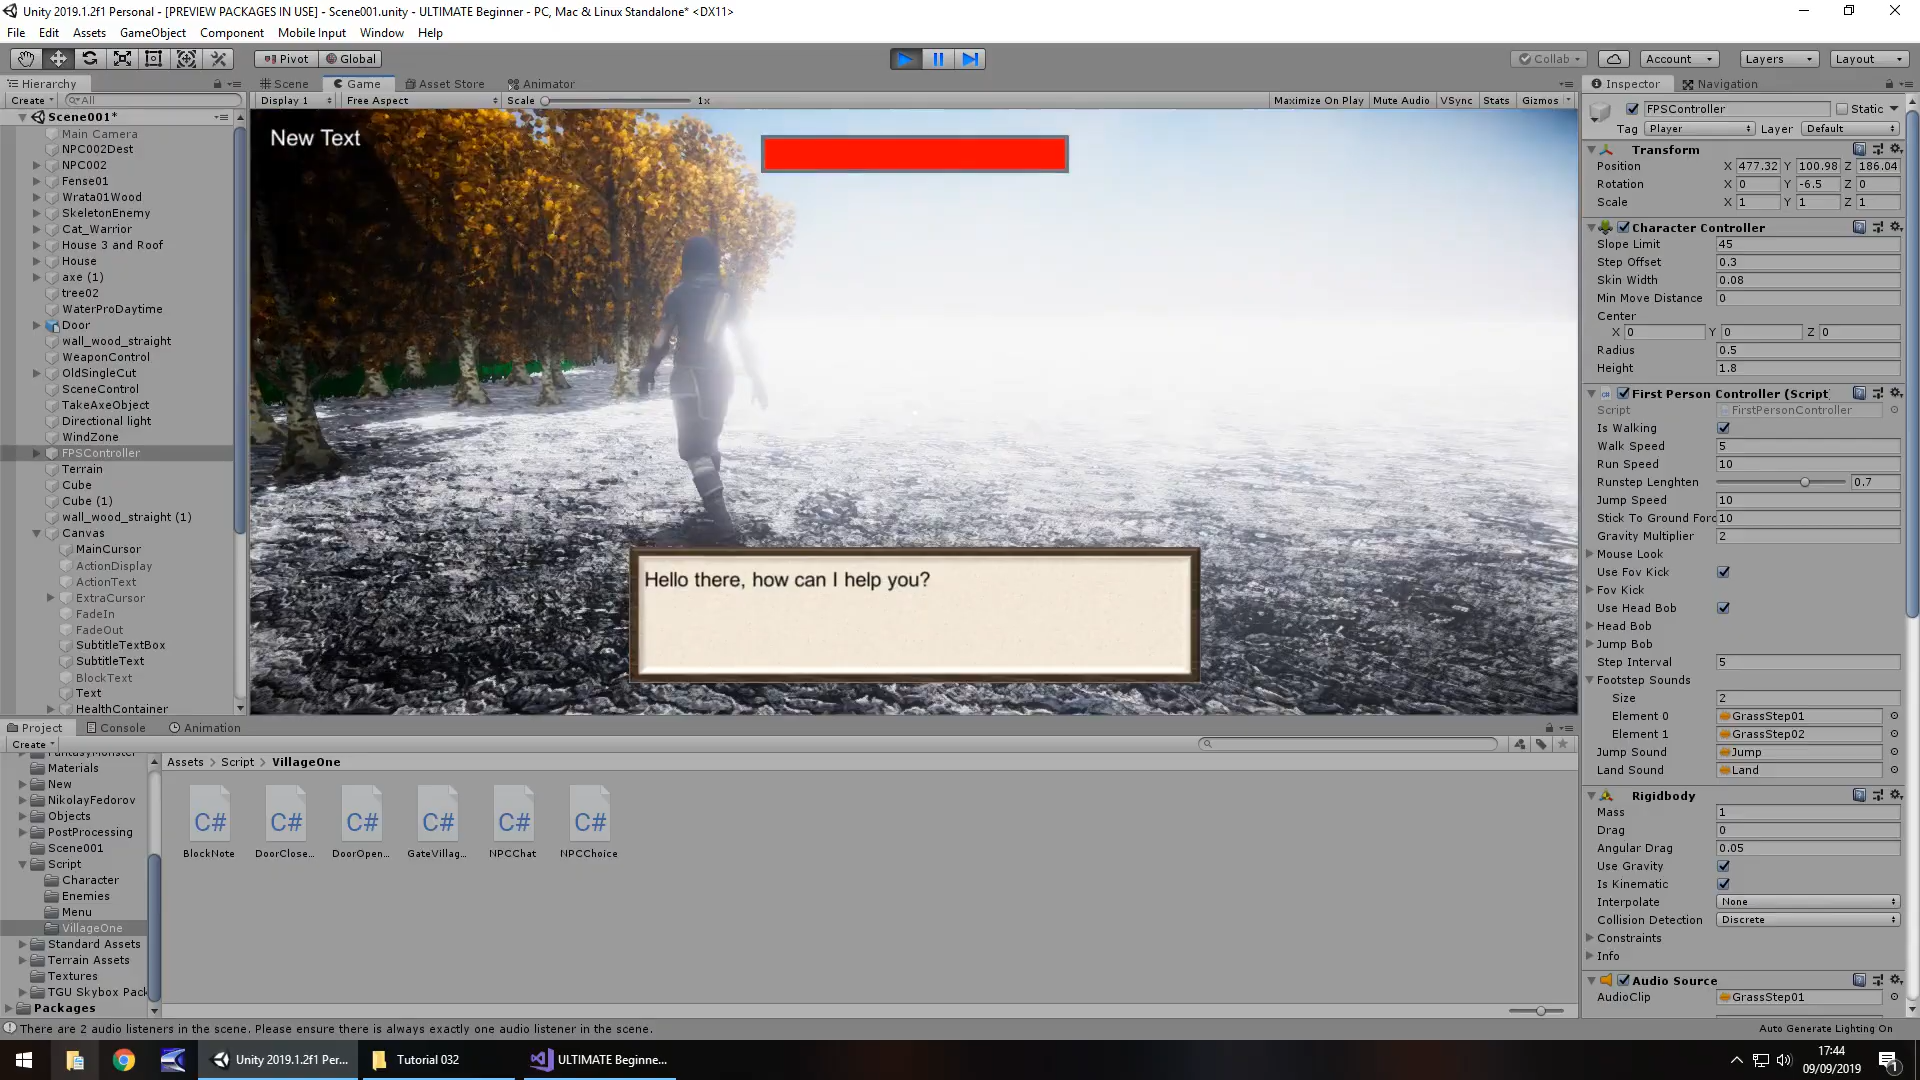 Unity 2019.1.2f1 Personal - [PREVIEW PACKAGES IN USE] - Scene001.unity - ULTIMATE Beginner - PC, Mac & Linux Standalone* <DX11>
File Edit Assets GameObject Component Mobile Input Window Help
Pivot Global Collab Account Layers Layout
Hierarchy
Create All
Scene001*
Main Camera
NPC002Dest
NPC002
Fense01
Wrata01Wood
SkeletonEnemy
Cat_Warrior
House 3 and Roof
House
axe (1)
tree02
WaterProDaytime
Door
wall_wood_straight
WeaponControl
OldSingleCut
SceneControl
TakeAxeObject
Directional light
WindZone
FPSController
Terrain
Cube
Cube (1)
wall_wood_straight (1)
Canvas
MainCursor
ActionDisplay
ActionText
ExtraCursor
FadeIn
FadeOut
SubtitleTextBox
SubtitleText
BlockText
Text
HealthContainer
Scene Game Asset Store Animator
Display 1 Free Aspect Scale 1x Maximize On Play Mute Audio VSync Stats Gizmos
New Text
Hello there, how can I help you?
Inspector Navigation
FPSController Static
Tag Player Layer Default
Transform
Position X 477.32 Y 100.98 Z 186.04
Rotation X 0 Y -6.5 Z 0
Scale X 1 Y 1 Z 1
Character Controller
Slope Limit 45
Step Offset 0.3
Skin Width 0.08
Min Move Distance 0
Center
X 0 Y 0 Z 0
Radius 0.5
Height 1.8
First Person Controller (Script
Script FirstPersonController
Is Walking
Walk Speed 5
Run Speed 10
Runstep Lenghten 0.7
Jump Speed 10
Stick To Ground Forc 10
Gravity Multiplier 2
Mouse Look
Use Fov Kick
Fov Kick
Use Head Bob
Head Bob
Jump Bob
Step Interval 5
Footstep Sounds
Size 2
Element 0 GrassStep01
Element 1 GrassStep02
Jump Sound Jump
Land Sound Land
Rigidbody
Mass 1
Drag 0
Angular Drag 0.05
Use Gravity
Is Kinematic
Interpolate None
Collision Detection Discrete
Constraints
Info
Audio Source
AudioClip GrassStep01
Project Console Animation
Create
FantasyMonster
Materials
New
NikolayFedorov
Objects
PostProcessing
Scene001
Script
Character
Enemies
Menu
VillageOne
Standard Assets
Terrain Assets
Textures
TGU Skybox Pack
Packages
Assets > Script > VillageOne
C# C# C# C# C# C#
BlockNote DoorClose... DoorOpen... GateVillag... NPCChat NPCChoice
There are 2 audio listeners in the scene. Please ensure there is always exactly one audio listener in the scene.
Auto Generate Lighting On
Unity 2019.1.2f1 Per... Tutorial 032 ULTIMATE Beginne...
17:44
09/09/2019
1